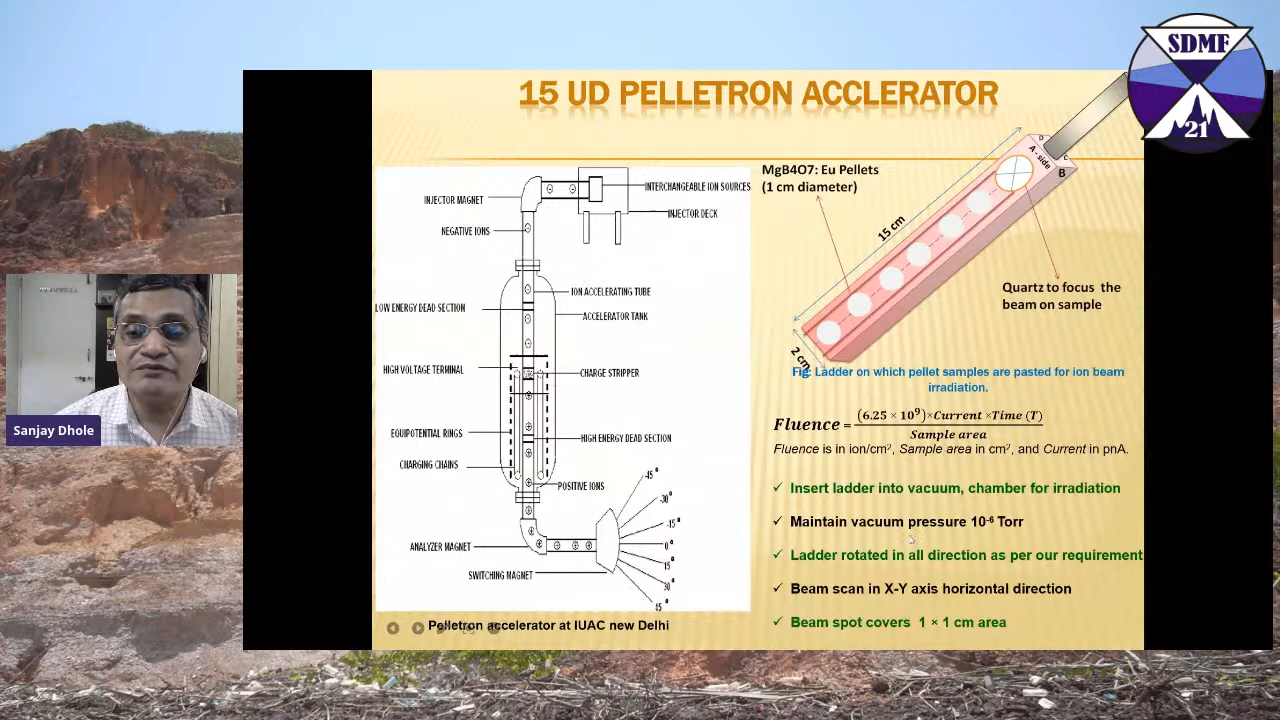 SDMF
21
15 UD PELLETRON ACCLERATOR
INJECTOR MAGNET
INTERCHANGEABLE ION SOURCES
INJECTOR DECK
NEGATIVE IONS
ION ACCELERATING TUBE
LOW ENERGY DEAD SECTION
ACCELERATOR TANK
HIGH VOLTAGE TERMINAL
CHARGE STRIPPER
EQUIPOTENTIAL RINGS
HIGH ENERGY DEAD SECTION
CHARGING CHAINS
POSITIVE IONS
-45°
-30°
-15°
0°
15°
30°
ANALYZER MAGNET
SWITCHING MAGNET
Pelletron accelerator at IUAC new Delhi
MgB4O7: Eu Pellets
(1 cm diameter)
15 cm
2 cm
A - side
D
C
B
Quartz to focus the
beam on sample
Fig: Ladder on which pellet samples are pasted for ion beam
irradiation.
Fluence = (6.25 × 10⁹)×Current ×Time (T)
Sample area
Fluence is in ion/cm², Sample area in cm², and Current in pnA.
✓ Insert ladder into vacuum, chamber for irradiation
✓ Maintain vacuum pressure 10⁻⁶ Torr
✓ Ladder rotated in all direction as per our requirement
✓ Beam scan in X-Y axis horizontal direction
✓ Beam spot covers 1 × 1 cm area
Sanjay Dhole